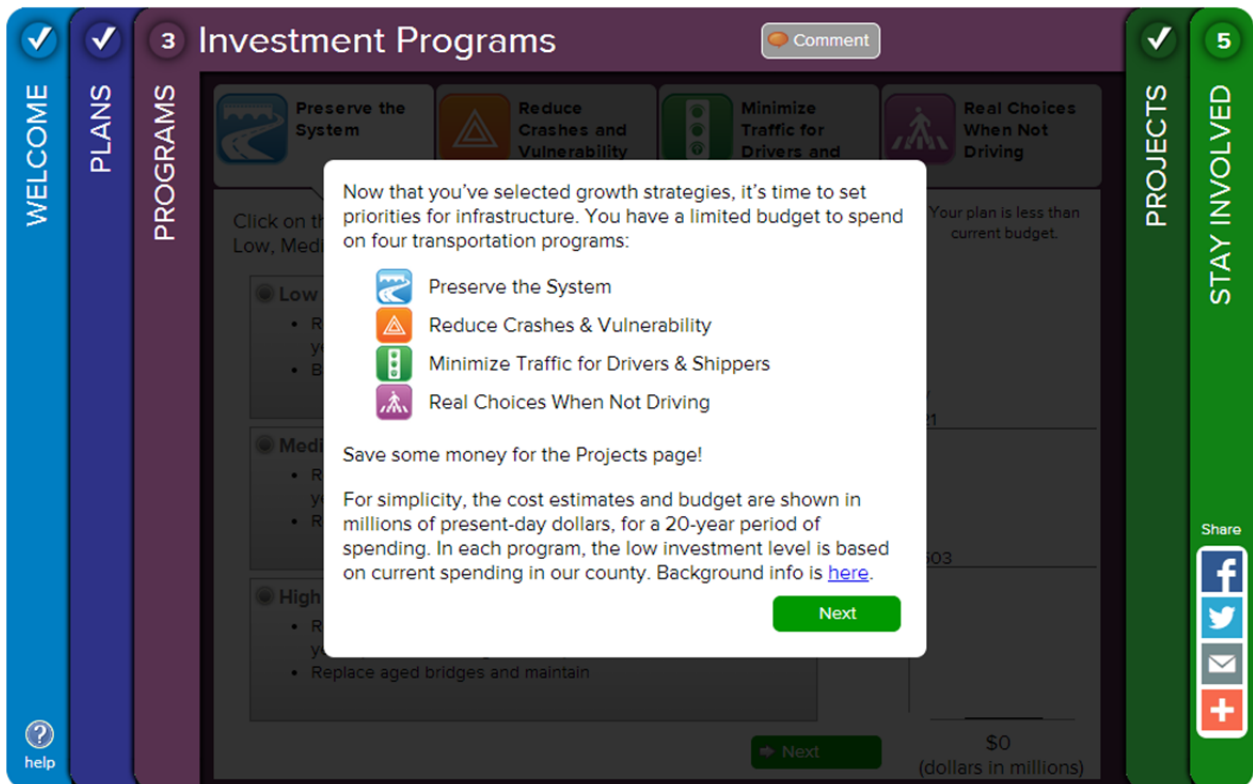 WELCOME
help
PLANS
3
PROGRAMS
Investment Programs
Comment
Preserve the
System
Reduce
Crashes and
Vulnerability
Minimize
Traffic for
Drivers and
Real Choices
When Not
Driving
Click on
Low,
Your plan is less than
current budget.
Low
Now that you've selected growth strategies, it's time to set
priorities for infrastructure. You have a limited budget to spend
on four transportation programs:
Preserve the System
Reduce Crashes & Vulnerability
Minimize Traffic for Drivers & Shippers
Real Choices When Not Driving
Save some money for the Projects page!
For simplicity, the cost estimates and budget are shown in
millions of present-day dollars, for a 20-year period of
spending. In each program, the low investment level is based
on current spending in our county. Background info is here.
Next
High
Replace aged bridges and maintain
Next
$0
(dollars in millions)
PROJECTS
5
STAY INVOLVED
Share